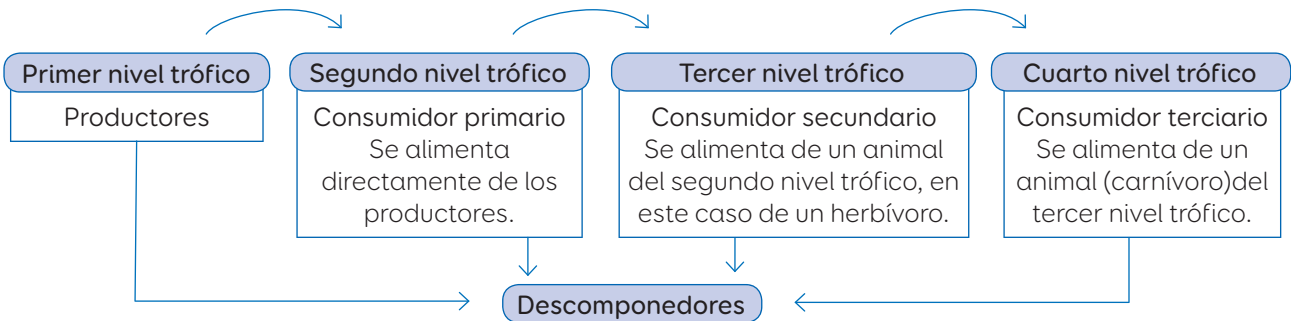 Primer nivel trófico
Productores
Segundo nivel trófico
Consumidor primario
Se alimenta
directamente de los
productores.
Tercer nivel trófico
Consumidor secundario
Se alimenta de un animal
del segundo nivel trófico, en
este caso de un herbívoro.
Cuarto nivel trófico
Consumidor terciario
Se alimenta de un
animal (carnívoro)del
tercer nivel trófico.
Descomponedores